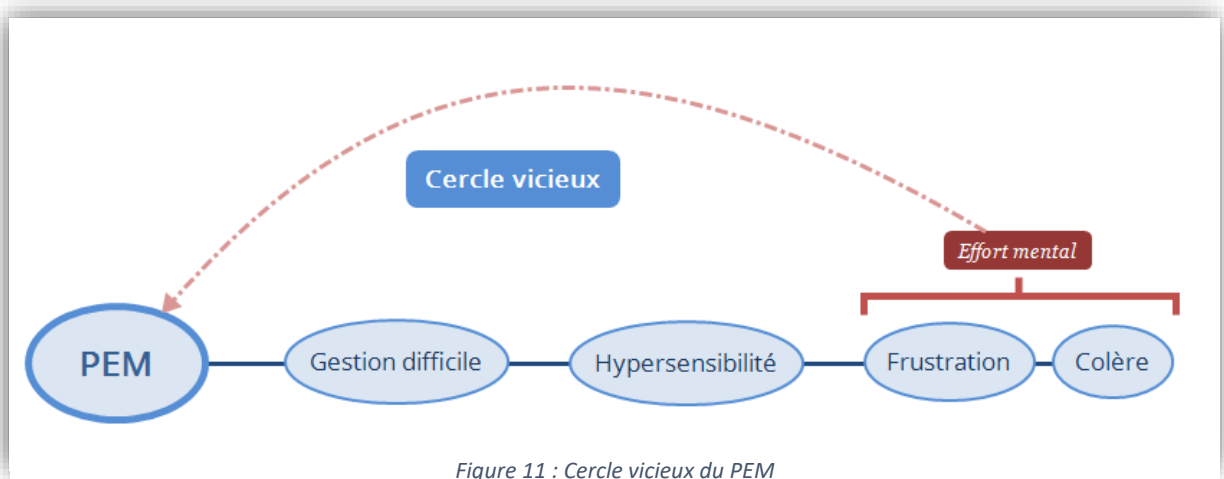 Cercle vicieux
Effort mental
PEM
Gestion difficile
Hypersensibilité
Frustration
Colère
Figure 11 : Cercle vicieux du PEM